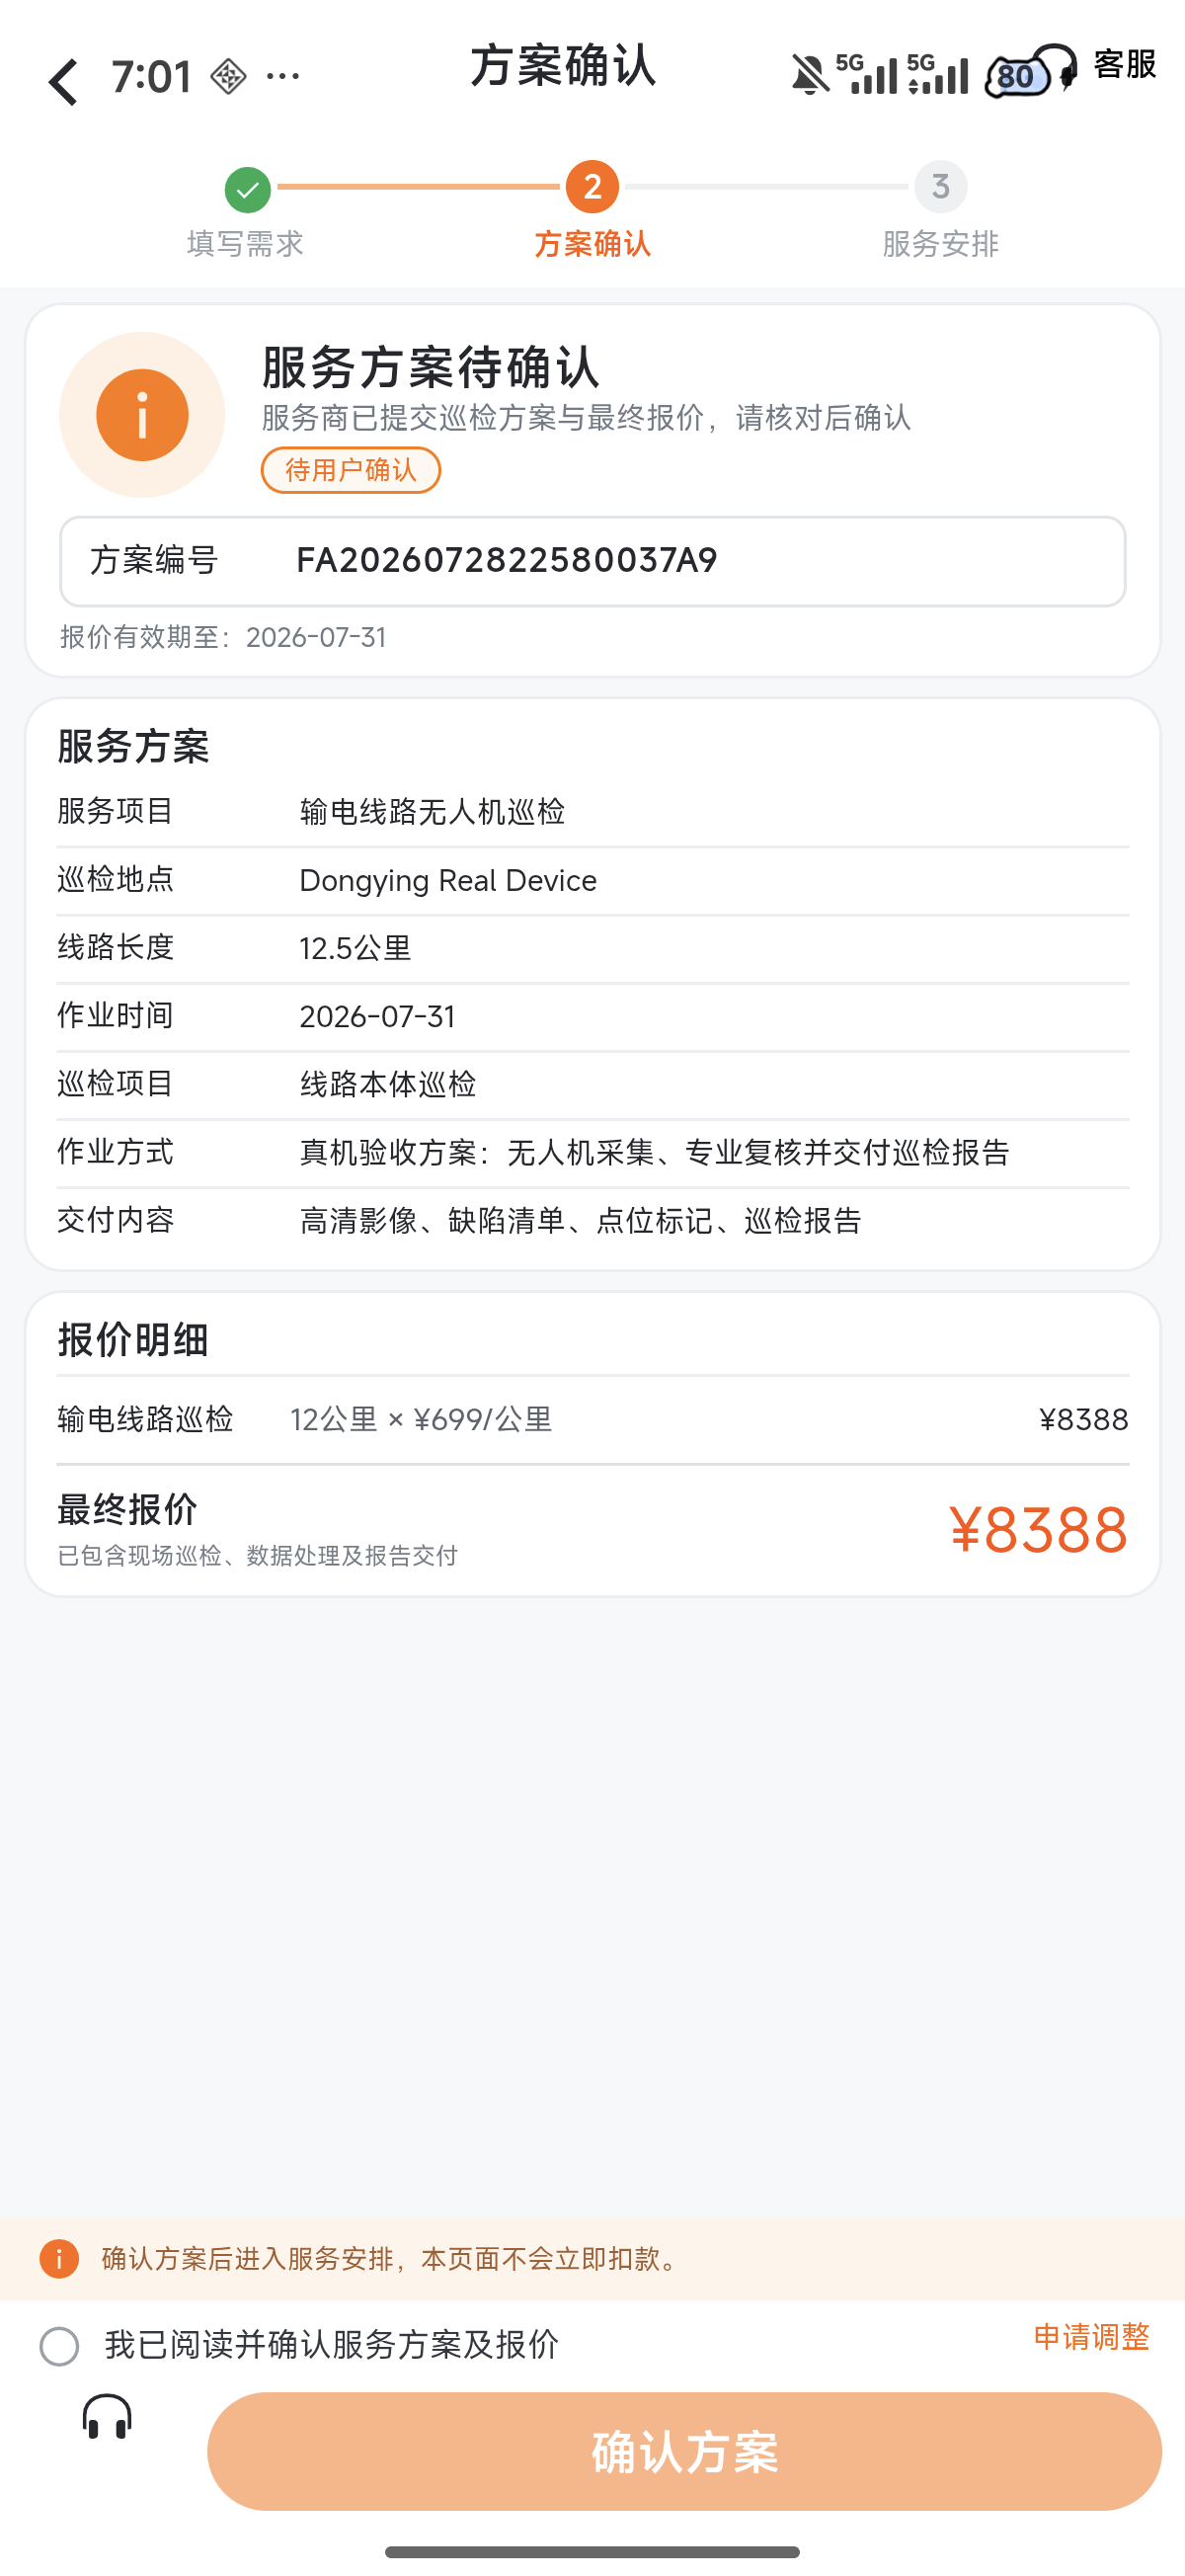 7:01 ··· 方案确认 5G 5G 80 客服
2 3
填写需求 方案确认 服务安排
服务方案待确认
服务商已提交巡检方案与最终报价，请核对后确认
待用户确认
方案编号 FA2026072822580037A9
报价有效期至：2026-07-31
服务方案
服务项目 输电线路无人机巡检
巡检地点 Dongying Real Device
线路长度 12.5公里
作业时间 2026-07-31
巡检项目 线路本体巡检
作业方式 真机验收方案：无人机采集、专业复核并交付巡检报告
交付内容 高清影像、缺陷清单、点位标记、巡检报告
报价明细
输电线路巡检 12公里 × ¥699/公里 ¥8388
最终报价 ¥8388
已包含现场巡检、数据处理及报告交付
确认方案后进入服务安排，本页面不会立即扣款。
我已阅读并确认服务方案及报价 申请调整
确认方案